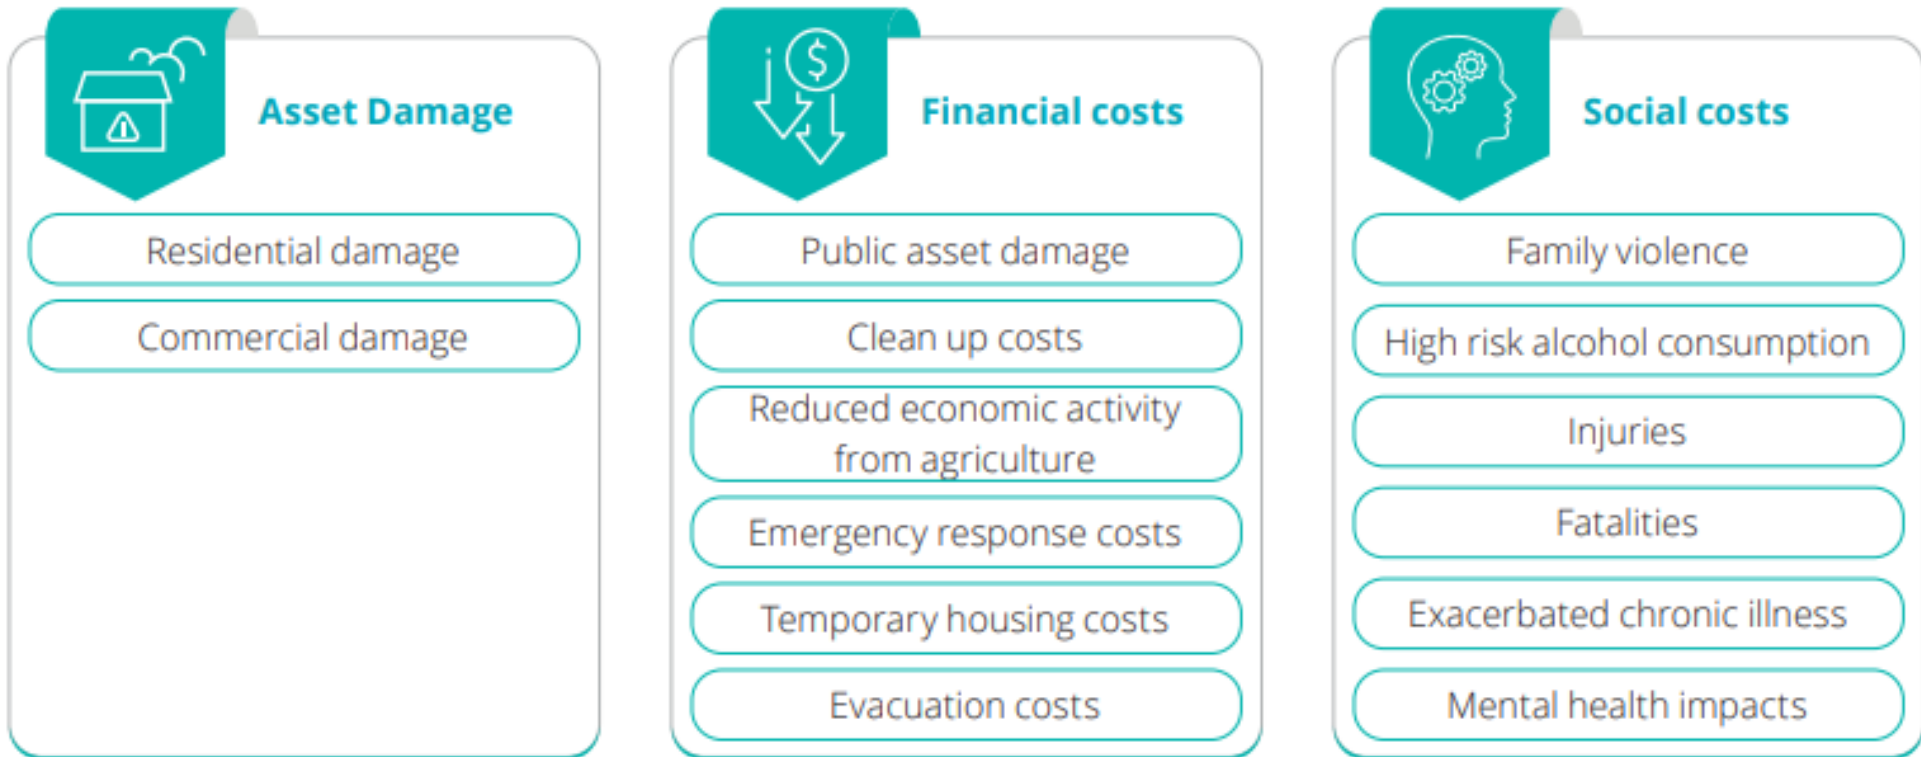 Asset Damage
Residential damage
Commercial damage
Financial costs
Public asset damage
Clean up costs
Reduced economic activity
from agriculture
Emergency response costs
Temporary housing costs
Evacuation costs
Social costs
Family violence
High risk alcohol consumption
Injuries
Fatalities
Exacerbated chronic illness
Mental health impacts